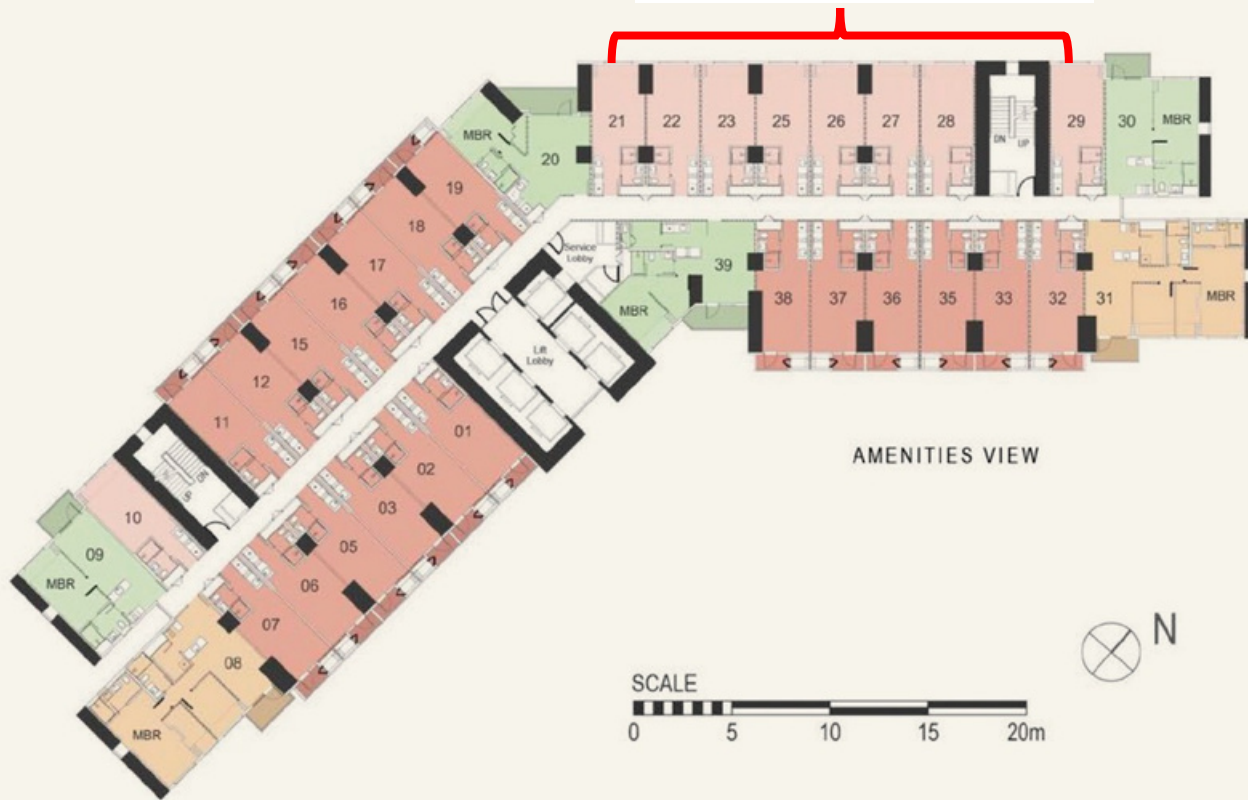 21 22 23 25 26 27 28 DN UP 29 30 MBR
MBR 20
19
18
17
16
15
12
11
10
09
MBR
UP DN
Service
Lobby
39
MBR
38 37 36 35 33 32 31 MBR
Lift
Lobby
01
02
03
05
06
07
08
MBR
AMENITIES VIEW
N
SCALE
0 5 10 15 20m